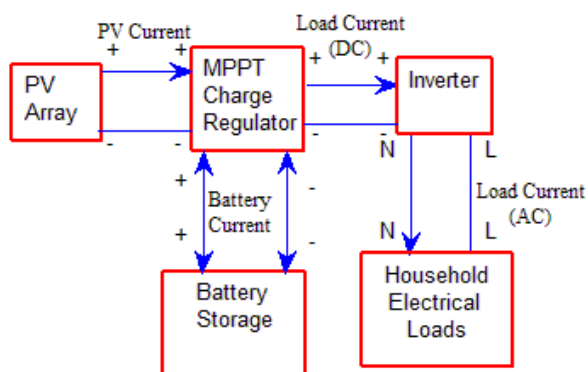 PV Current
Load Current
(DC)
+ + + +
PV
Array
MPPT
Charge
Regulator
Inverter
- - - -
N L
+ -
Battery
Current
Load Current
(AC)
+ -
N L
Battery
Storage
Household
Electrical
Loads